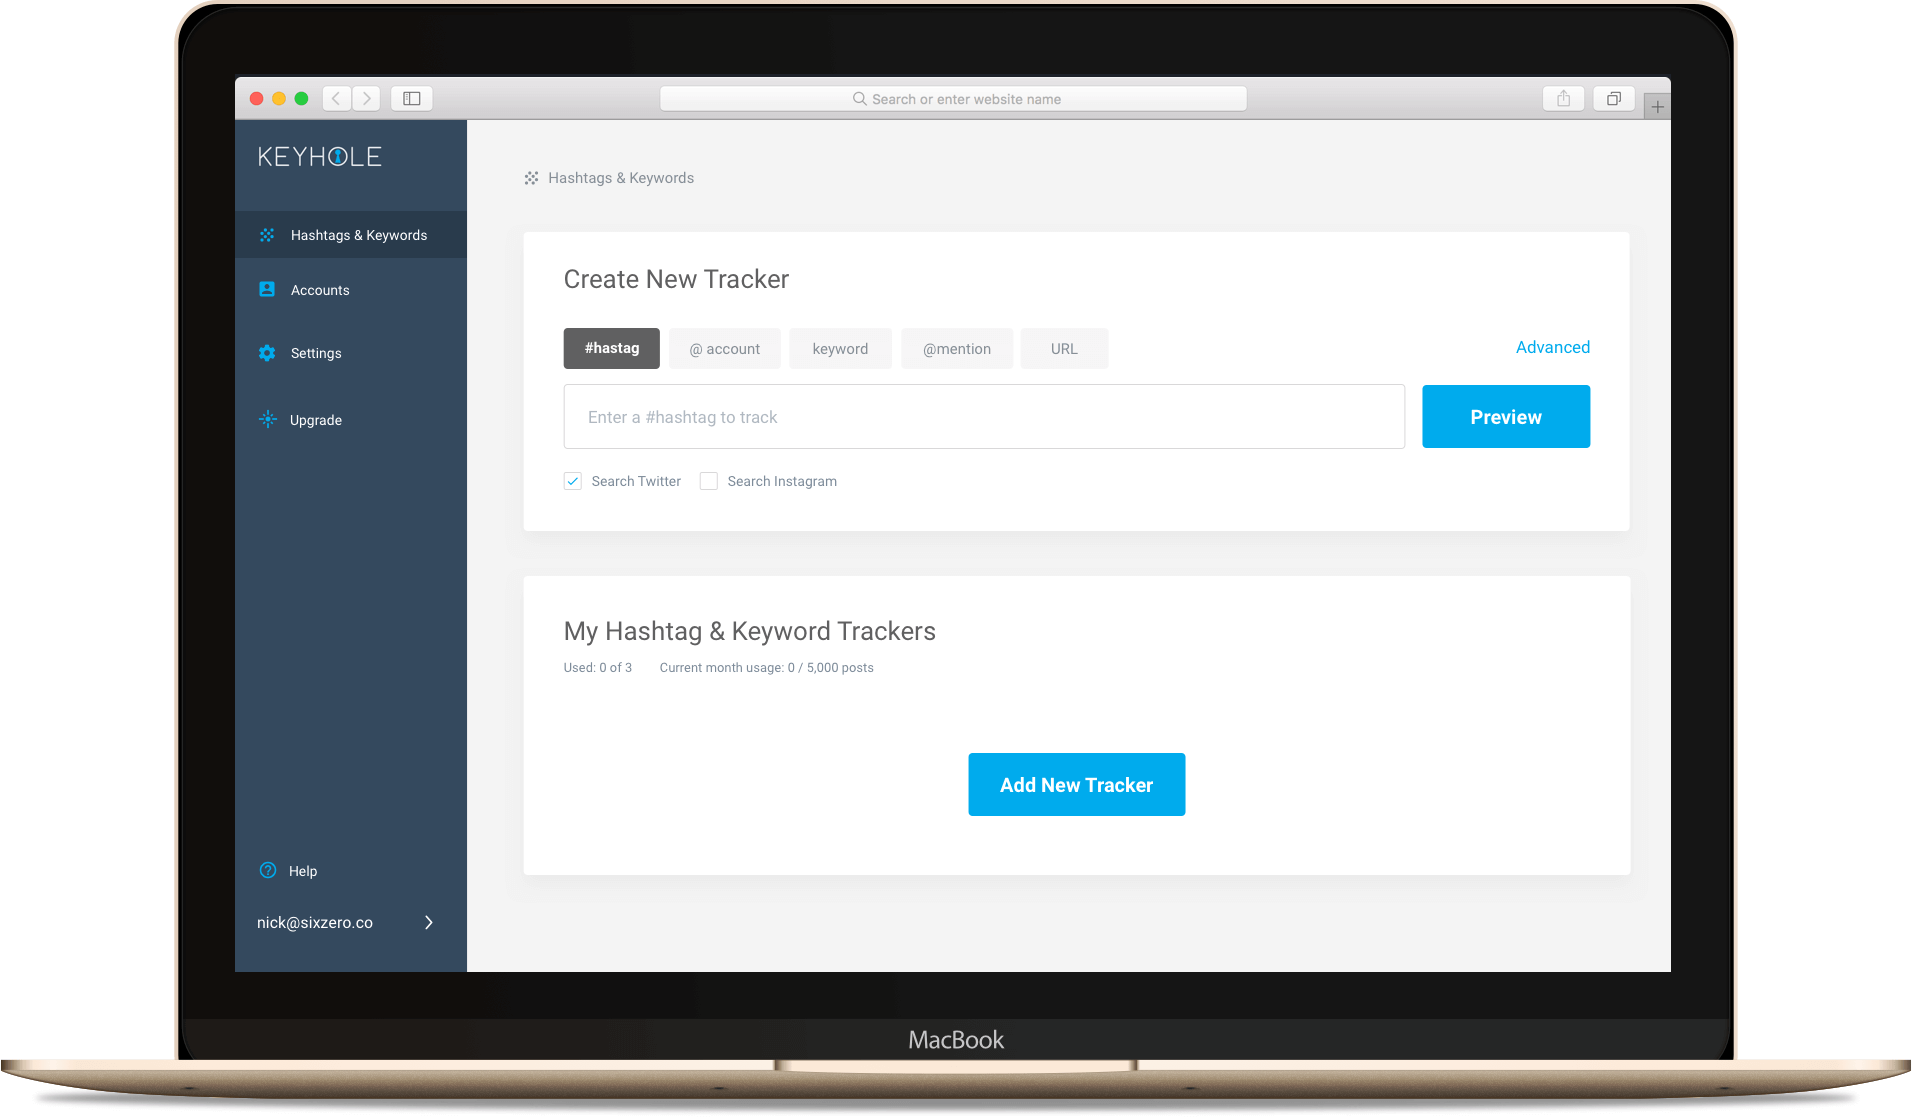 Search or enter website name
KEYHOLE
Hashtags & Keywords
Accounts
Settings
Upgrade
Help
nick@sixzero.co
Hashtags & Keywords
Create New Tracker
#hastag
@ account
keyword
@mention
URL
Advanced
Enter a #hashtag to track
Preview
Search Twitter
Search Instagram
My Hashtag & Keyword Trackers
Used: 0 of 3
Current month usage: 0 / 5,000 posts
Add New Tracker
MacBook